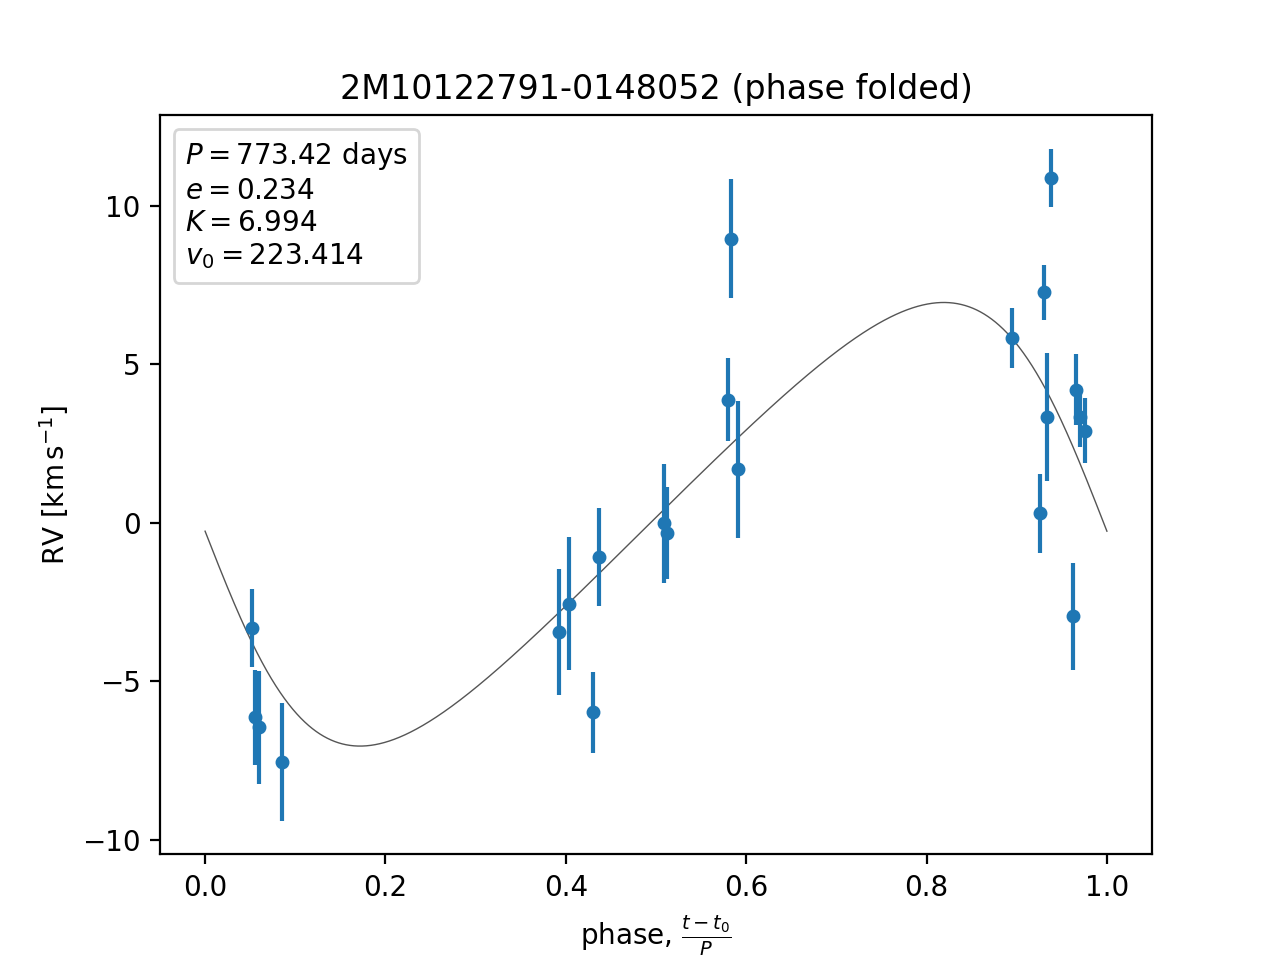 2M10122791-0148052 (phase folded)
P = 773.42 days
e = 0.234
K = 6.994
v₀ = 223.414
10
5
0
−5
−10
RV [km s⁻¹]
0.0 0.2 0.4 0.6 0.8 1.0
phase, (t − t₀)/P